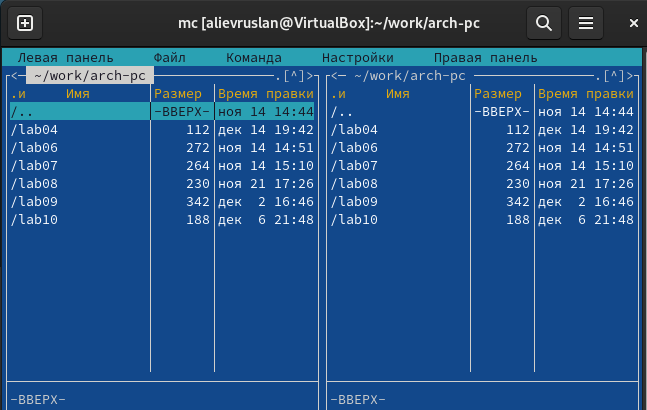 mc [alievruslan@VirtualBox]:~/work/arch-pc
Левая панель Файл Команда Настройки Правая панель
<─ ~/work/arch-pc ─.[^]> <─ ~/work/arch-pc ─.[^]>
.и Имя Размер Время правки .и Имя Размер Время правки
/.. -ВВЕРХ- ноя 14 14:44 /.. -ВВЕРХ- ноя 14 14:44
/lab04 112 дек 14 19:42 /lab04 112 дек 14 19:42
/lab06 272 ноя 14 14:51 /lab06 272 ноя 14 14:51
/lab07 264 ноя 14 15:10 /lab07 264 ноя 14 15:10
/lab08 230 ноя 21 17:26 /lab08 230 ноя 21 17:26
/lab09 342 дек 2 16:46 /lab09 342 дек 2 16:46
/lab10 188 дек 6 21:48 /lab10 188 дек 6 21:48
-ВВЕРХ- -ВВЕРХ-